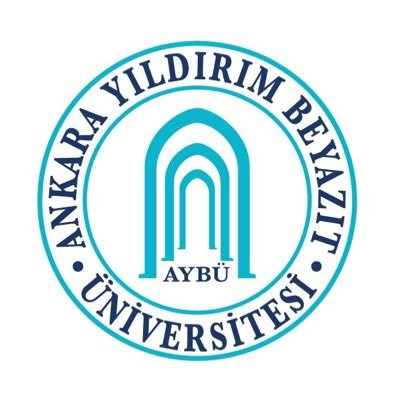 ANKARA YILDIRIM BEYAZIT
• ÜNİVERSİTESİ •
AYBÜ